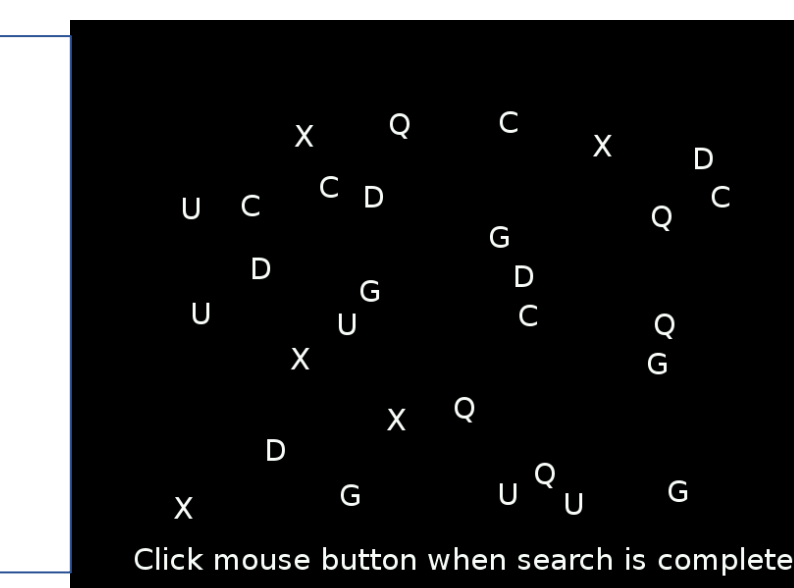 X Q C X D
U C C D Q C
G
D G D
U U C Q
X G
X Q
D
X G U Q U G
Click mouse button when search is complete